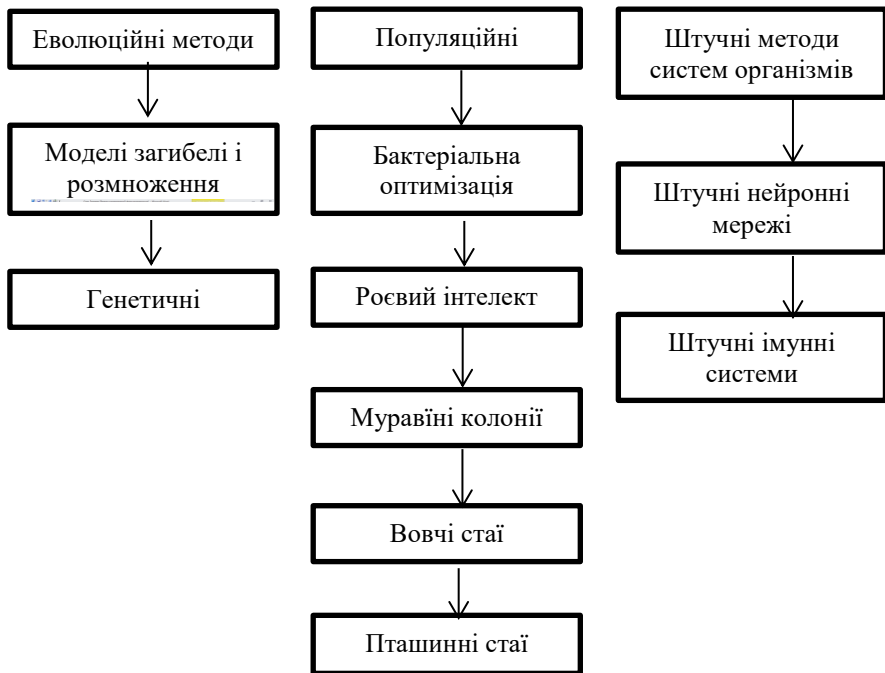 Еволюційні методи
Моделі загибелі і
розмноження
Генетичні
Популяційні
Бактеріальна
оптимізація
Роєвий інтелект
Муравїні колонії
Вовчі стаї
Пташинні стаї
Штучні методи
систем організмів
Штучні нейронні
мережі
Штучні імунні
системи